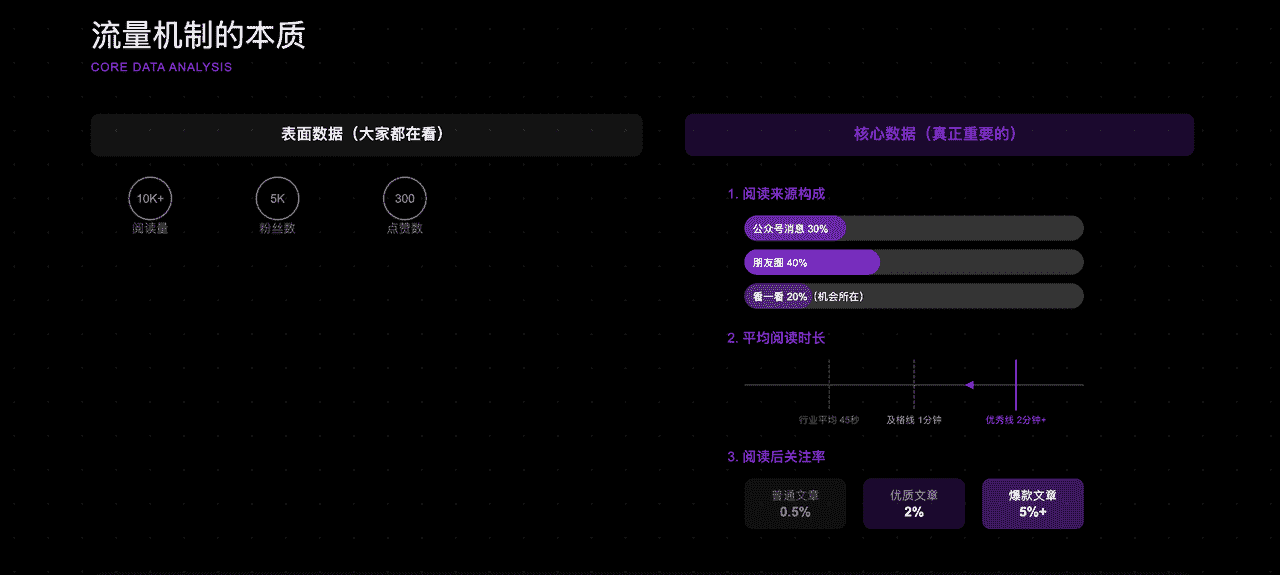 流量机制的本质
CORE DATA ANALYSIS
表面数据（大家都在看）
10K+
阅读量
5K
粉丝数
300
点赞数
核心数据（真正重要的）
1. 阅读来源构成
公众号消息 30%
朋友圈 40%
看一看 20% (机会所在)
2. 平均阅读时长
行业平均 45秒
及格线 1分钟
优秀线 2分钟+
3. 阅读后关注率
普通文章
0.5%
优质文章
2%
爆款文章
5%+